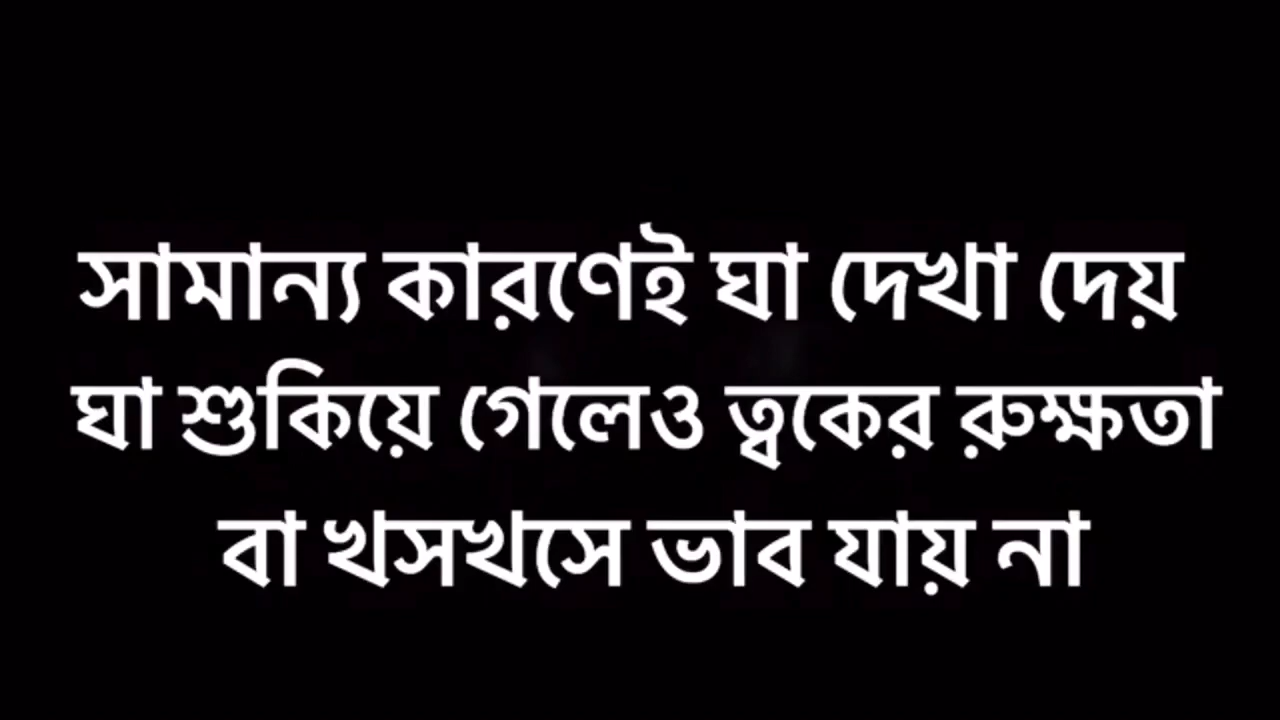 সামান্য কারণেই ঘা দেখা দেয়
ঘা শুকিয়ে গেলেও ত্বকের রুক্ষতা
বা খসখসে ভাব যায় না